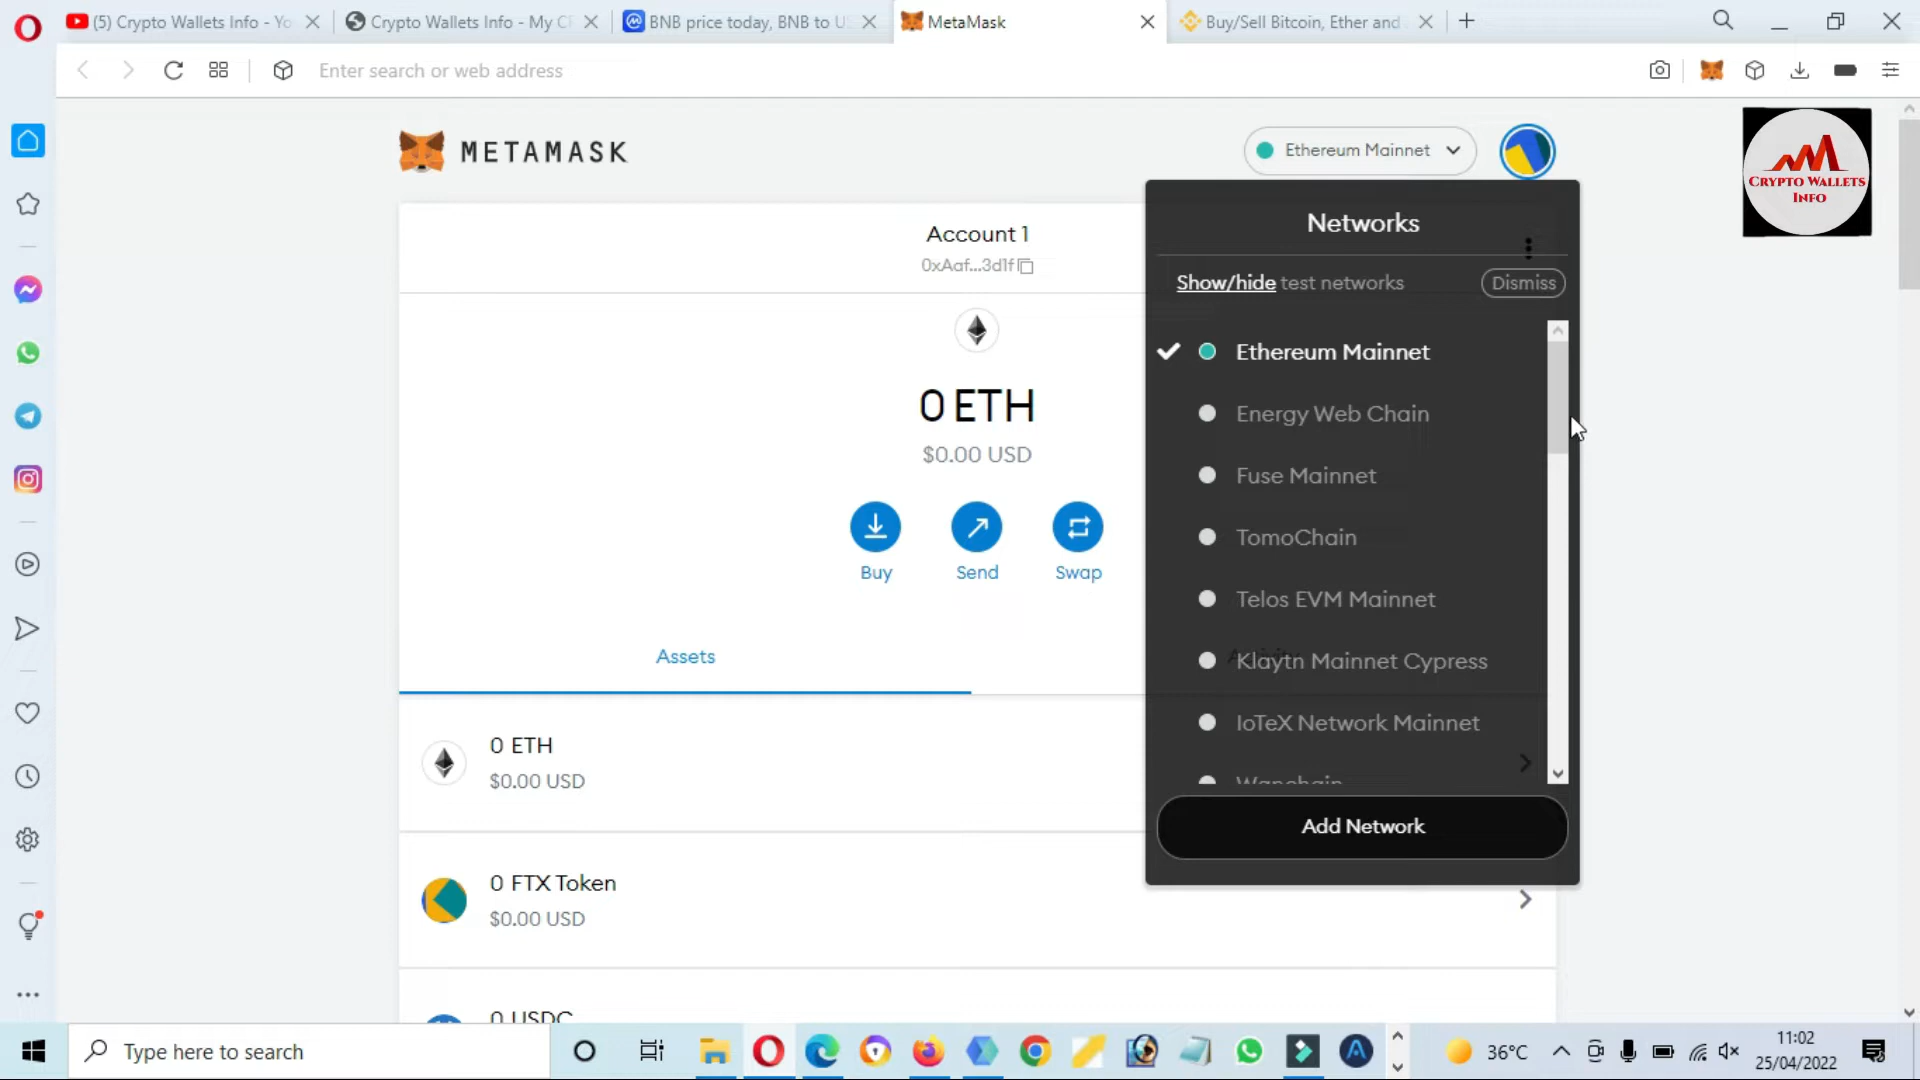 (5) Crypto Wallets Info - Yo
Crypto Wallets Info - My C
BNB price today, BNB to U
MetaMask
Buy/Sell Bitcoin, Ether and
Enter search or web address
METAMASK
Ethereum Mainnet
CRYPTO WALLETS
INFO
Account 1
0xAaf...3d1f
0 ETH
$0.00 USD
Buy
Send
Swap
Assets
0 ETH
$0.00 USD
0 FTX Token
$0.00 USD
0 USDC
Networks
Show/hide test networks
Dismiss
Ethereum Mainnet
Energy Web Chain
Fuse Mainnet
TomoChain
Telos EVM Mainnet
Klaytn Mainnet Cypress
IoTeX Network Mainnet
Wanchain
Add Network
Type here to search
36°C
11:02
25/04/2022